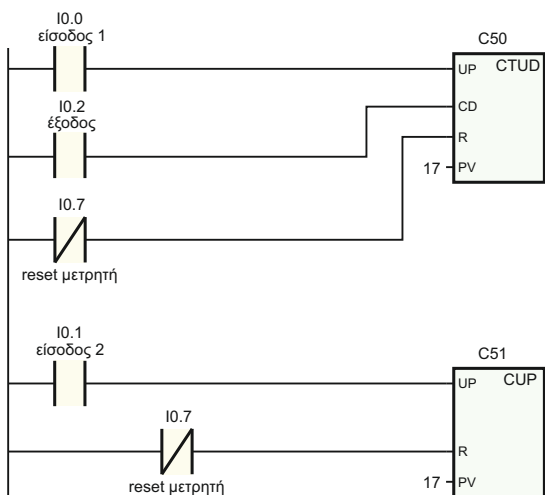 I0.0
είσοδος 1
C50
CTUD
UP
I0.2
έξοδος
CD
R
17 PV
I0.7
reset μετρητή
I0.1
είσοδος 2
C51
CUP
UP
I0.7
reset μετρητή
R
17 PV